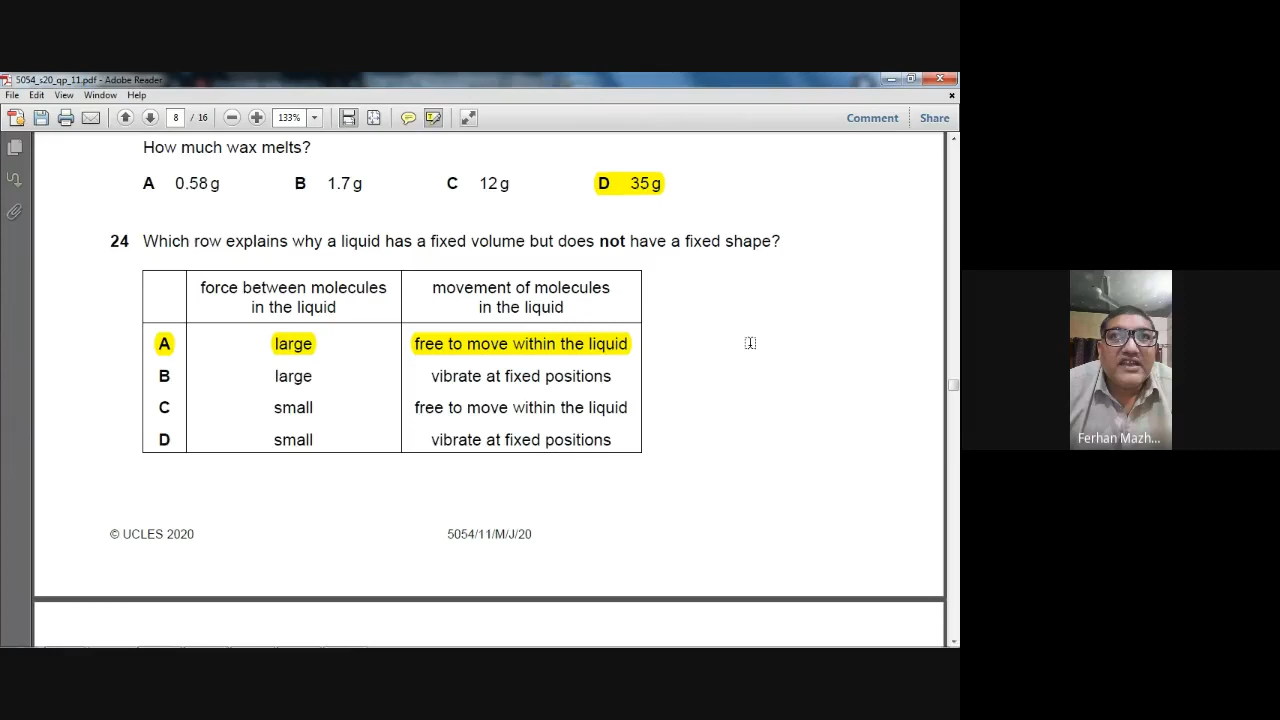 5054_s20_qp_11.pdf - Adobe Reader
File Edit View Window Help
8 / 16 133% Comment Share
How much wax melts?
A 0.58 g B 1.7 g C 12 g D 35 g
24 Which row explains why a liquid has a fixed volume but does not have a fixed shape?
force between molecules movement of molecules
in the liquid in the liquid
A large free to move within the liquid
B large vibrate at fixed positions
C small free to move within the liquid
D small vibrate at fixed positions
© UCLES 2020 5054/11/M/J/20
Ferhan Mazh...